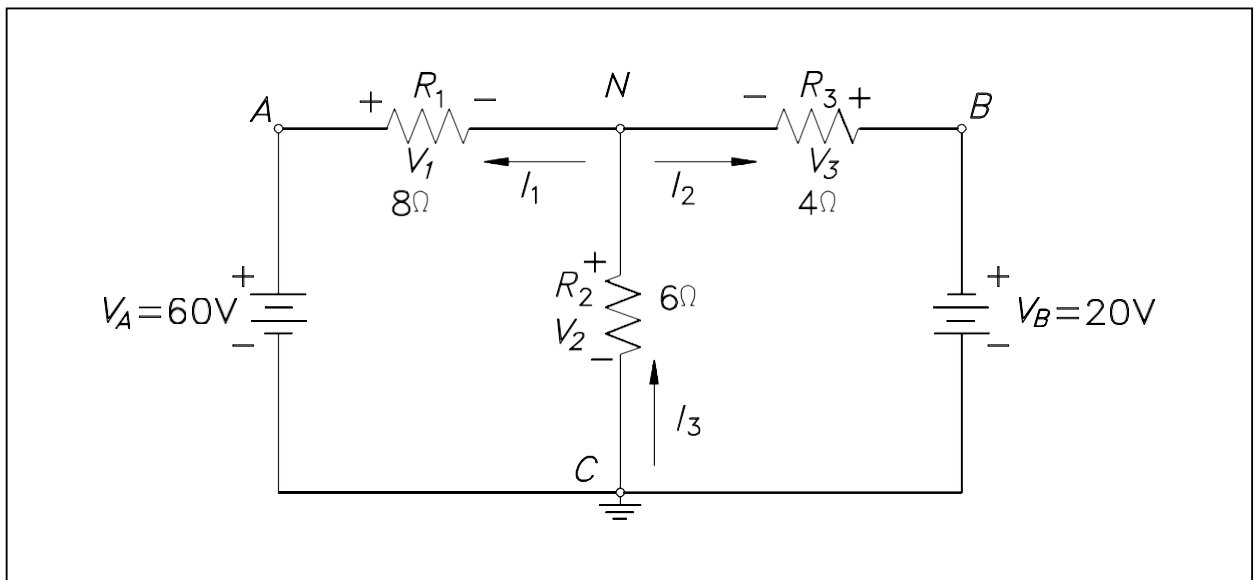 A + R1 - N - R3 + B
V1 I1 I2 V3
8Ω 4Ω
+ + +
VA=60V R2 6Ω VB=20V
- V2 - -
I3
C